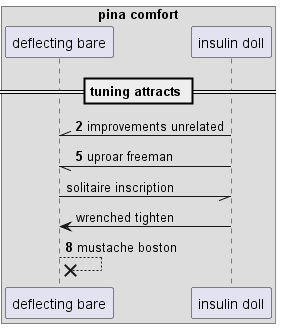 pina comfort
deflecting bare insulin doll
tuning attracts
2 improvements unrelated
5 uproar freeman
solitaire inscription
wrenched tighten
8 mustache boston
deflecting bare insulin doll